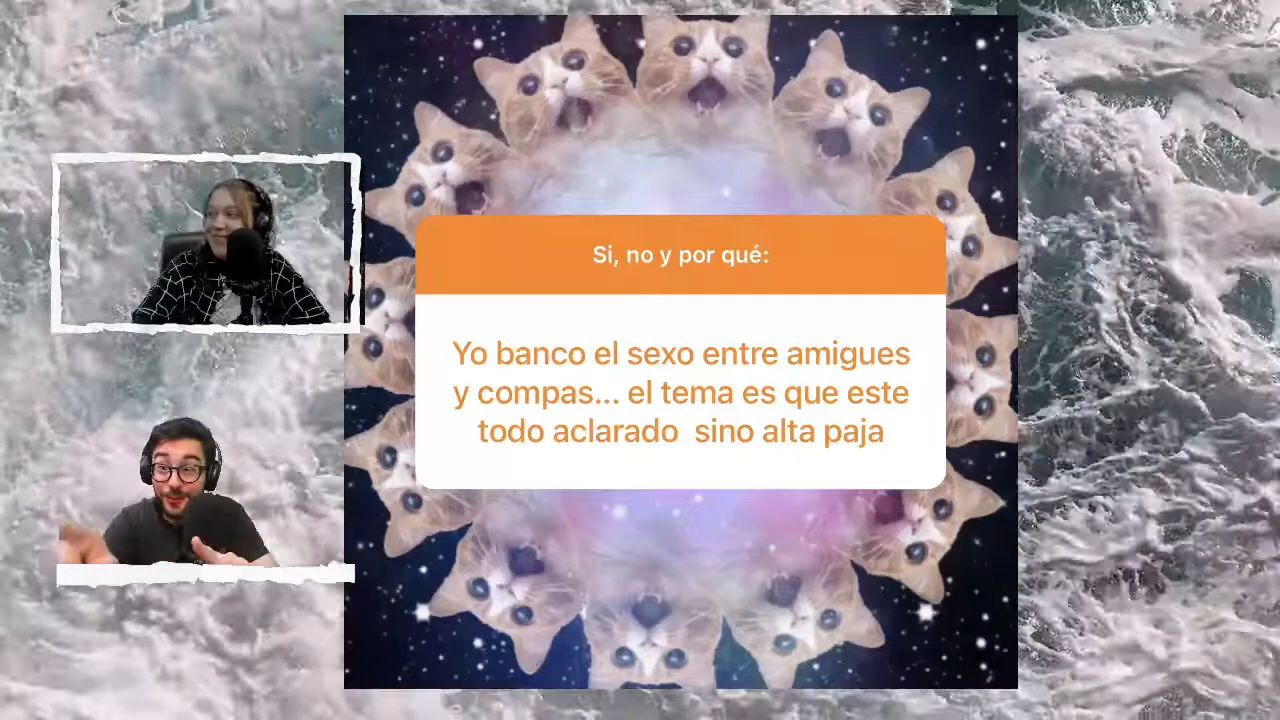 Si, no y por qué:
Yo banco el sexo entre amigues
y compas... el tema es que este
todo aclarado  sino alta paja